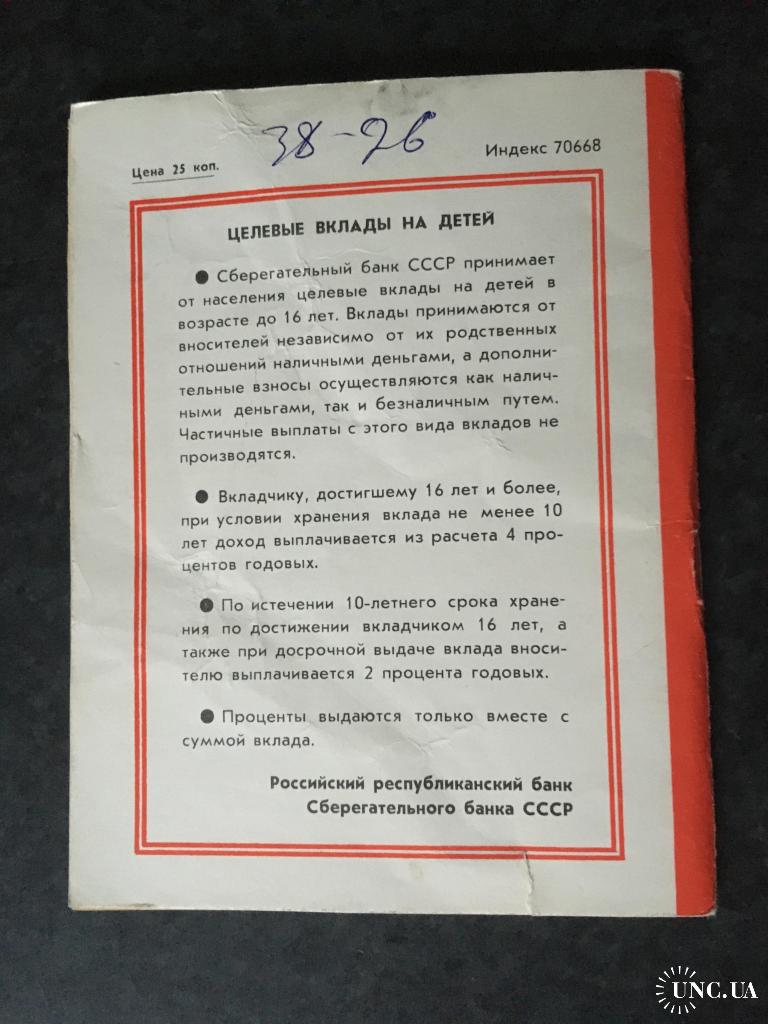 38-26
Цена 25 коп.
Индекс 70668
ЦЕЛЕВЫЕ ВКЛАДЫ НА ДЕТЕЙ
● Сберегательный банк СССР принимает
от населения целевые вклады на детей в
возрасте до 16 лет. Вклады принимаются от
вносителей независимо от их родственных
отношений наличными деньгами, а дополни-
тельные взносы осуществляются как налич-
ными деньгами, так и безналичным путем.
Частичные выплаты с этого вида вкладов не
производятся.
● Вкладчику, достигшему 16 лет и более,
при условии хранения вклада не менее 10
лет доход выплачивается из расчета 4 про-
центов годовых.
● По истечении 10-летнего срока хране-
ния по достижении вкладчиком 16 лет, а
также при досрочной выдаче вклада вноси-
телю выплачивается 2 процента годовых.
● Проценты выдаются только вместе с
суммой вклада.
Российский республиканский банк
Сберегательного банка СССР
UNC.UA